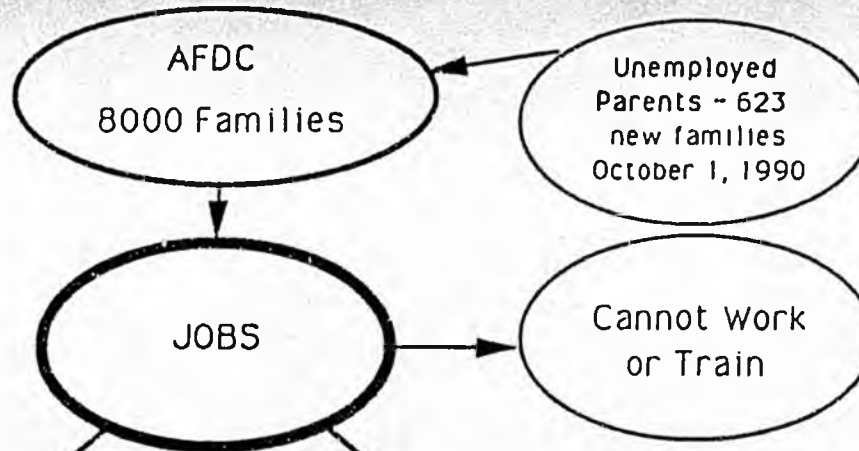 AFDC
8000 Families
Unemployed
Parents - 623
new families
October 1, 1990
JOBS
Cannot Work
or Train